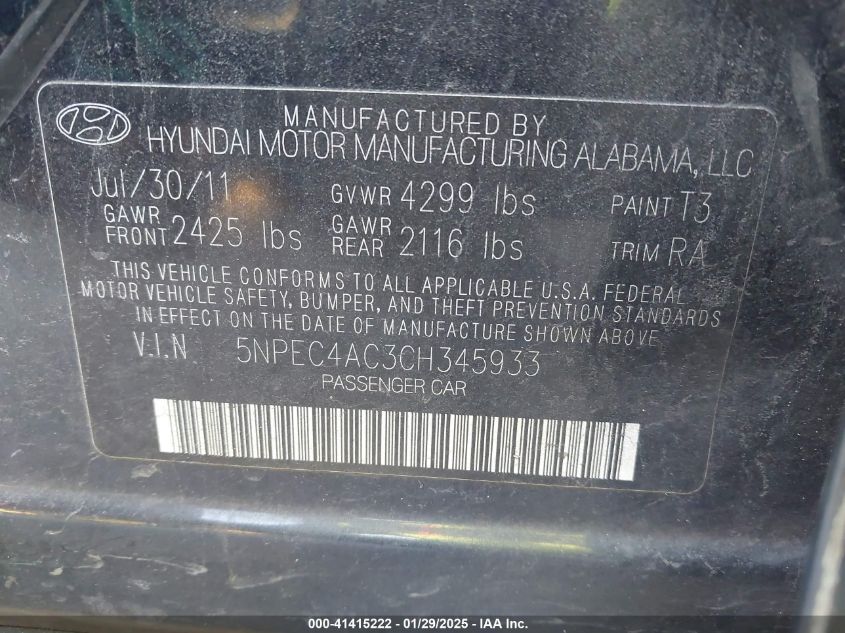 MANUFACTURED BY
HYUNDAI MOTOR MANUFACTURING ALABAMA, LLC
Jul/30/11 GVWR 4299 lbs PAINT T3
GAWR FRONT 2425 lbs GAWR REAR 2116 lbs TRIM RA
THIS VEHICLE CONFORMS TO ALL APPLICABLE U.S.A. FEDERAL
MOTOR VEHICLE SAFETY, BUMPER, AND THEFT PREVENTION STANDARDS
IN EFFECT ON THE DATE OF MANUFACTURE SHOWN ABOVE
V.I.N 5NPEC4AC3CH345933
PASSENGER CAR
000-41415222 - 01/29/2025 - IAA Inc.